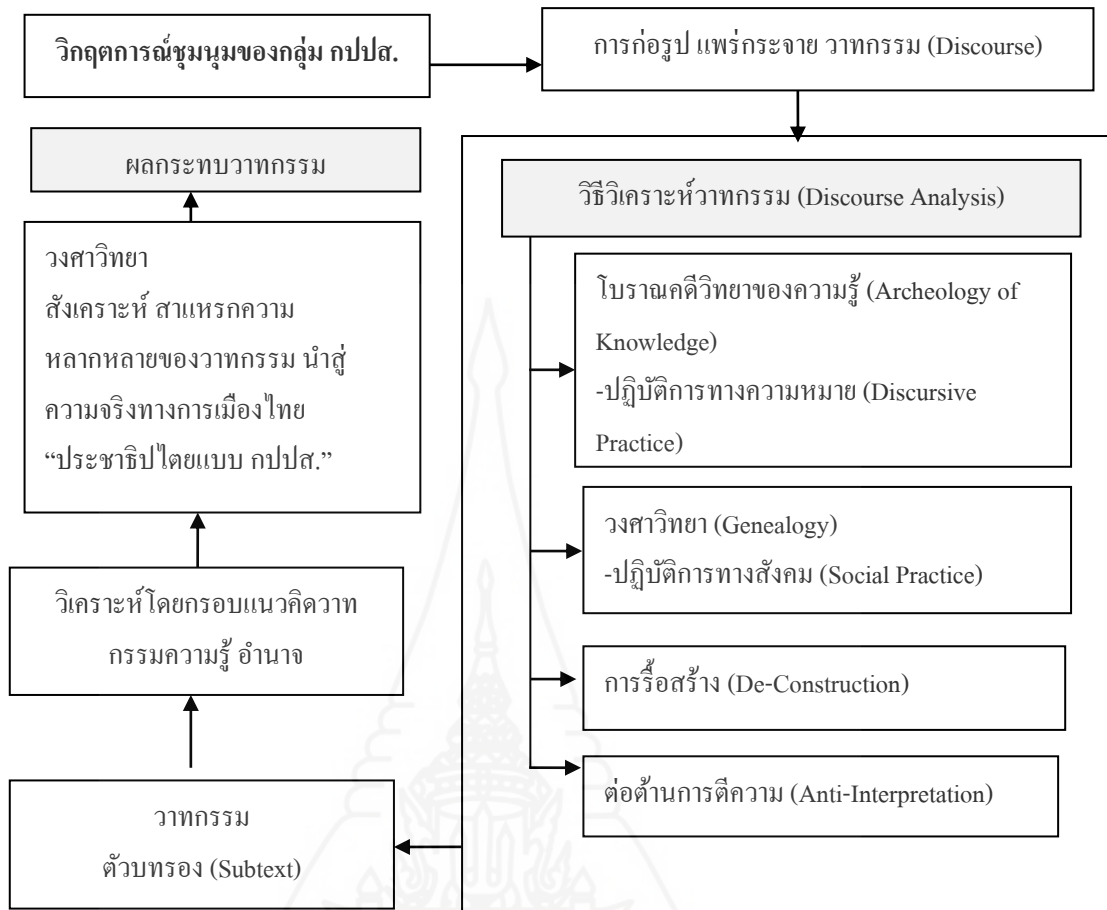 วิกฤตการณ์ชุมนุมของกลุ่ม กปปส.
การก่อรูป แพร่กระจาย วาทกรรม (Discourse)
ผลกระทบวาทกรรม
วงศาวิทยา
สังเคราะห์ สาแหรกความ
หลากหลายของวาทกรรม นำสู่
ความจริงทางการเมืองไทย
“ประชาธิปไตยแบบ กปปส.”
วิเคราะห์โดยกรอบแนวคิดวาท
กรรมความรู้ อำนาจ
วาทกรรม
ตัวบทรอง (Subtext)
วิธีวิเคราะห์วาทกรรม (Discourse Analysis)
โบราณคดีวิทยาของความรู้ (Archeology of
Knowledge)
-ปฏิบัติการทางความหมาย (Discursive
Practice)
วงศาวิทยา (Genealogy)
-ปฏิบัติการทางสังคม (Social Practice)
การรื้อสร้าง (De-Construction)
ต่อต้านการตีความ (Anti-Interpretation)